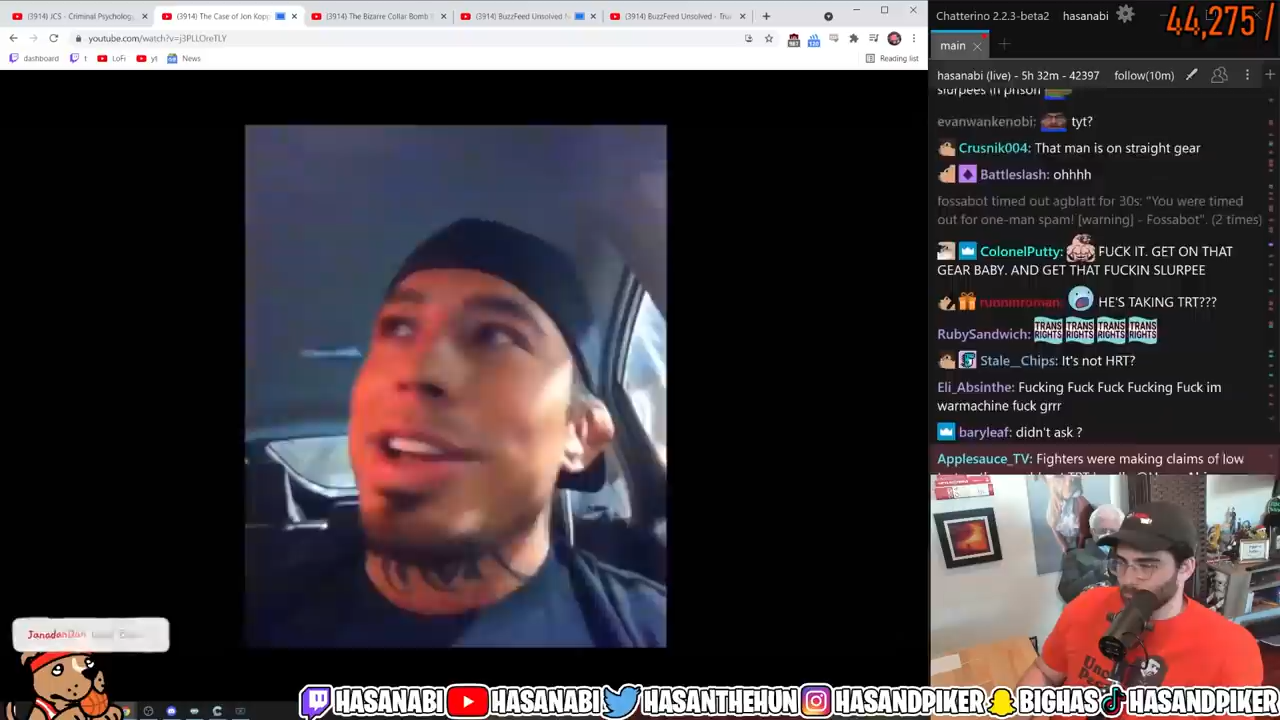 (3914) JCS - Criminal Psycholog
(3914) The Case of Jon Kopp
(3914) The Bizarre Collar Bomb
(3914) BuzzFeed Unsolved
(3914) BuzzFeed Unsolved - Tru
youtube.com/watch?v=j3PLLOreTLY
dashboard
t
LoFi
yt
News
Reading list
Chatterino 2.2.3-beta2
hasanabi
44,275 /
main
hasanabi (live) - 5h 32m - 42397
follow(10m)
slurpees in prison
evanwankenobi: tyt?
Crusnik004: That man is on straight gear
Battleslash: ohhhh
fossabot timed out agblatt for 30s: "You were timed
out for one-man spam! [warning] - Fossabot". (2 times)
ColonelPutty: FUCK IT. GET ON THAT
GEAR BABY. AND GET THAT FUCKIN SLURPEE
HE'S TAKING TRT???
RubySandwich: TRANS RIGHTS TRANS RIGHTS TRANS RIGHTS TRANS RIGHTS
Stale__Chips: It's not HRT?
Eli_Absinthe: Fucking Fuck Fuck Fucking Fuck im
warmachine fuck grrr
baryleaf: didn't ask ?
Applesauce_TV: Fighters were making claims of low
JanadanDan
HASANABI
HASANABI
HASANTHEHUN
HASANDPIKER
BIGHAS
HASANDPIKER